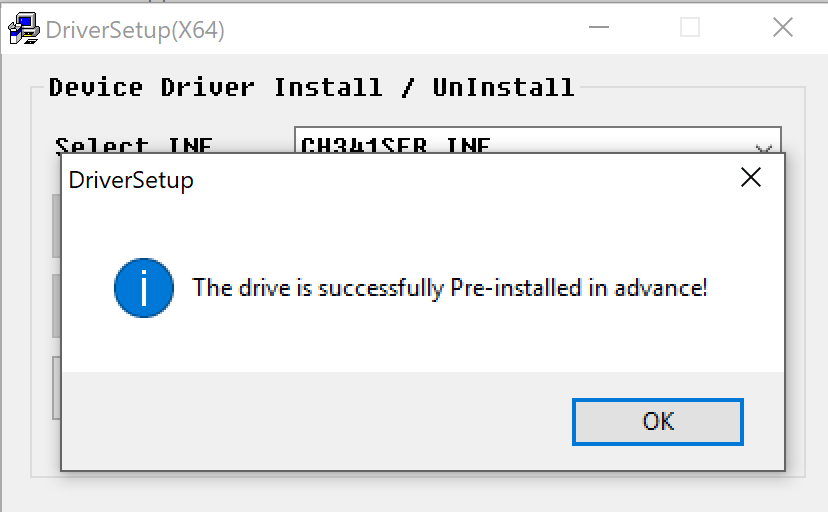 DriverSetup(X64)
Device Driver Install / UnInstall
Select INF
CH341SER.INF
DriverSetup
The drive is successfully Pre-installed in advance!
OK